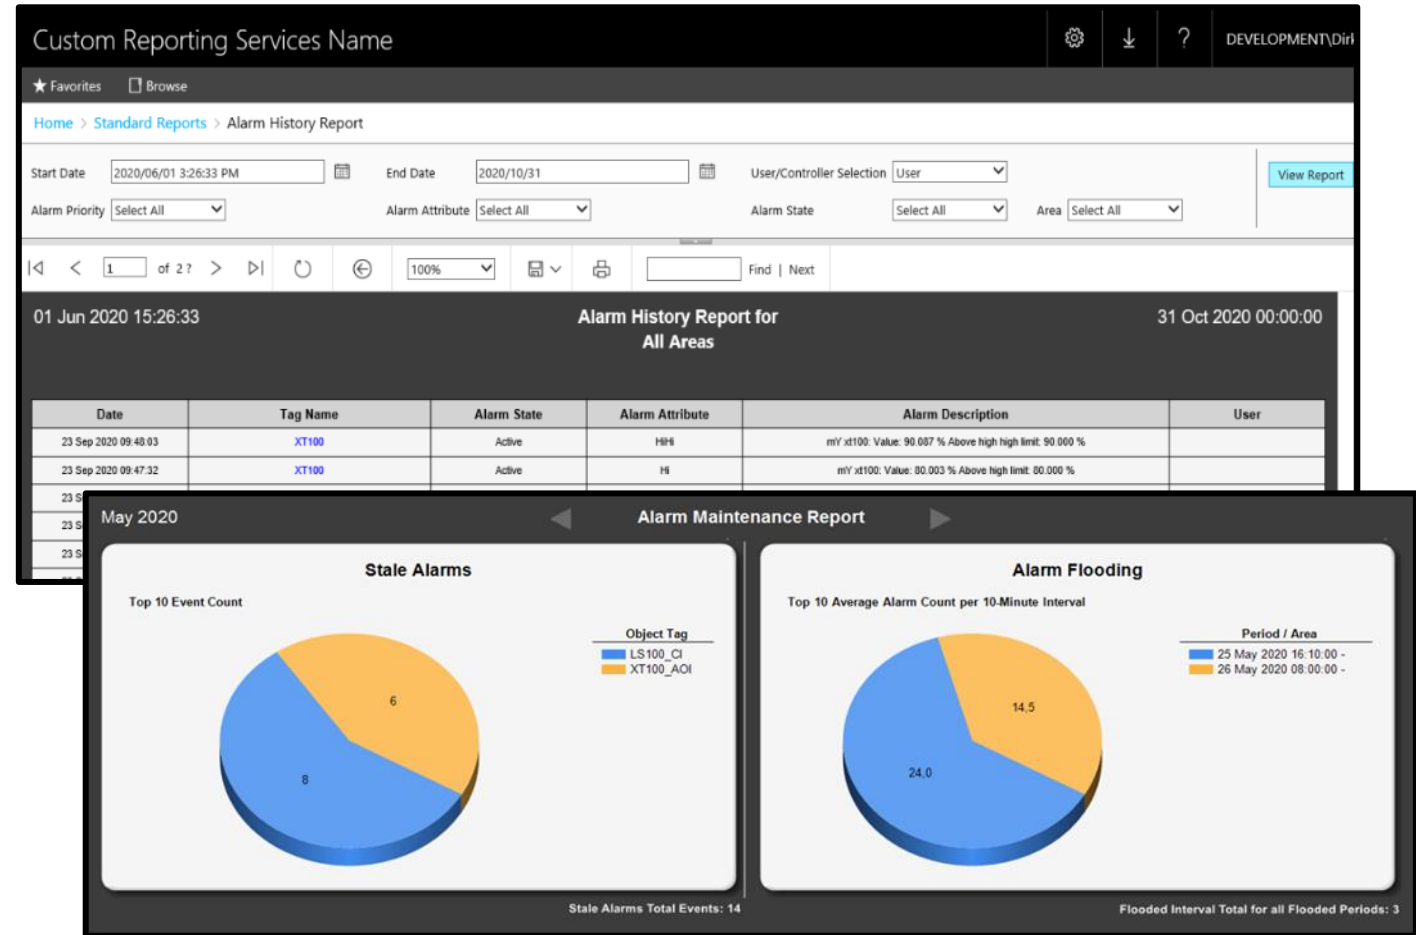 Custom Reporting Services Name
? DEVELOPMENT\Dirk
Favorites Browse
Home > Standard Reports > Alarm History Report
Start Date 2020/06/01 3:26:33 PM End Date 2020/10/31 User/Controller Selection User View Report
Alarm Priority Select All Alarm Attribute Select All Alarm State Select All Area Select All
1 of 2 ? 100% Find | Next
01 Jun 2020 15:26:33 Alarm History Report for 31 Oct 2020 00:00:00
All Areas
Date Tag Name Alarm State Alarm Attribute Alarm Description User
23 Sep 2020 09:48:03 XT100 Active HiHi mY xt100: Value: 90.087 % Above high high limit: 90.000 %
23 Sep 2020 09:47:32 XT100 Active Hi mY xt100: Value: 80.003 % Above high limit: 80.000 %
23 S
23 S
23 S
May 2020 Alarm Maintenance Report
Stale Alarms
Top 10 Event Count
Object Tag
LS100_CI
XT100_AOI
6
8
Stale Alarms Total Events: 14
Alarm Flooding
Top 10 Average Alarm Count per 10-Minute Interval
Period / Area
25 May 2020 16:10:00 -
26 May 2020 08:00:00 -
14,5
24,0
Flooded Interval Total for all Flooded Periods: 3